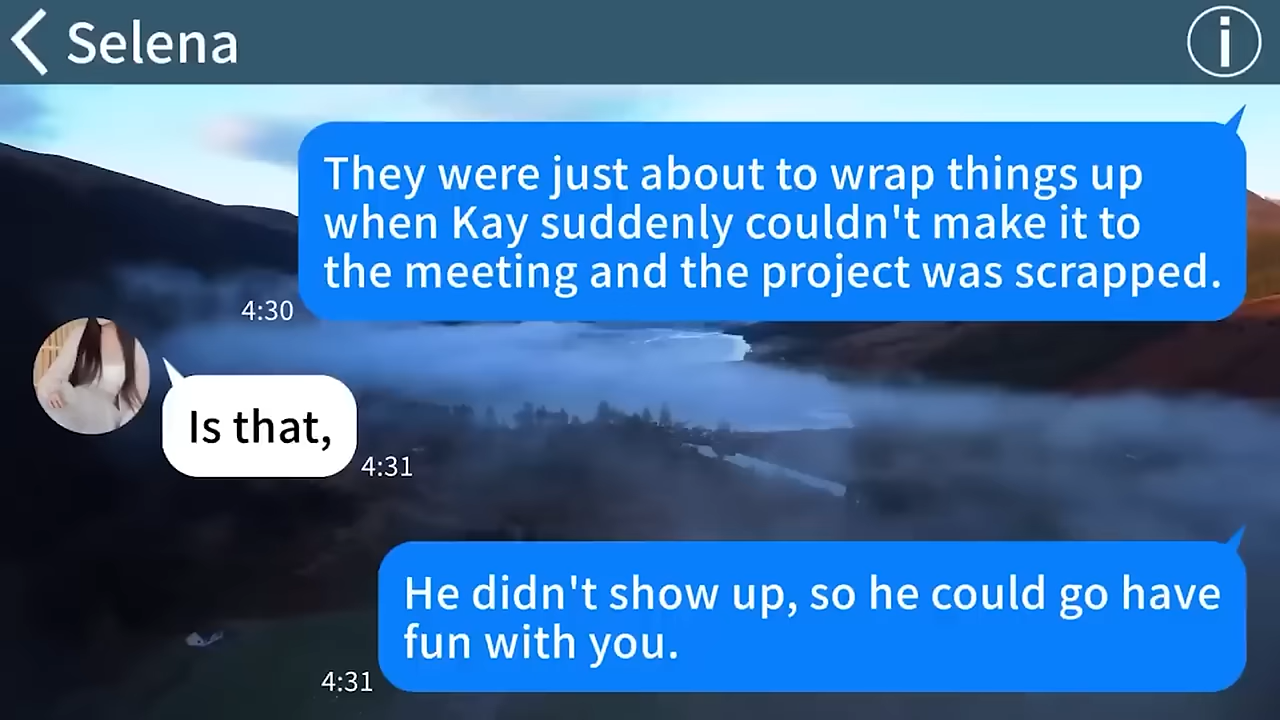 Selena
They were just about to wrap things up
when Kay suddenly couldn't make it to
the meeting and the project was scrapped.
4:30
Is that,
4:31
He didn't show up, so he could go have
fun with you.
4:31